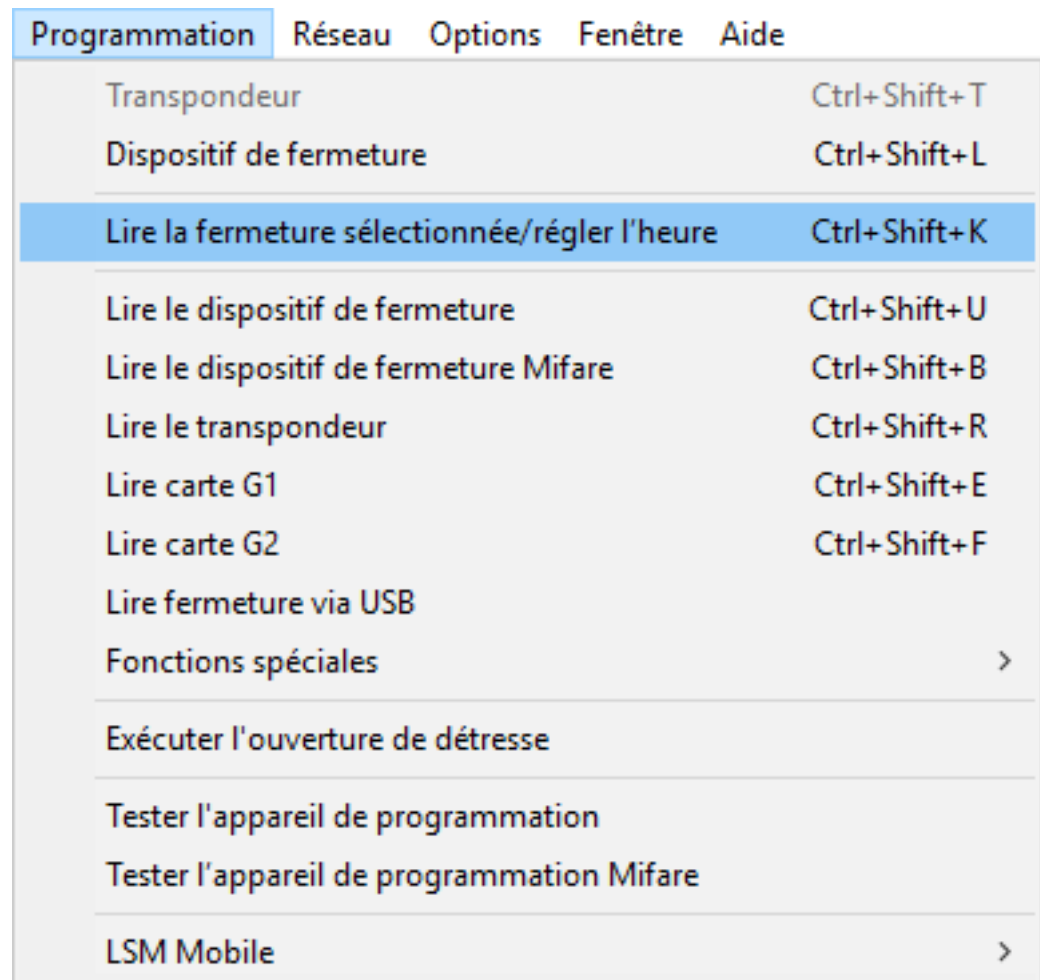 Programmation Réseau Options Fenêtre Aide
Transpondeur Ctrl+Shift+T
Dispositif de fermeture Ctrl+Shift+L
Lire la fermeture sélectionnée/régler l'heure Ctrl+Shift+K
Lire le dispositif de fermeture Ctrl+Shift+U
Lire le dispositif de fermeture Mifare Ctrl+Shift+B
Lire le transpondeur Ctrl+Shift+R
Lire carte G1 Ctrl+Shift+E
Lire carte G2 Ctrl+Shift+F
Lire fermeture via USB
Fonctions spéciales
Exécuter l'ouverture de détresse
Tester l'appareil de programmation
Tester l'appareil de programmation Mifare
LSM Mobile